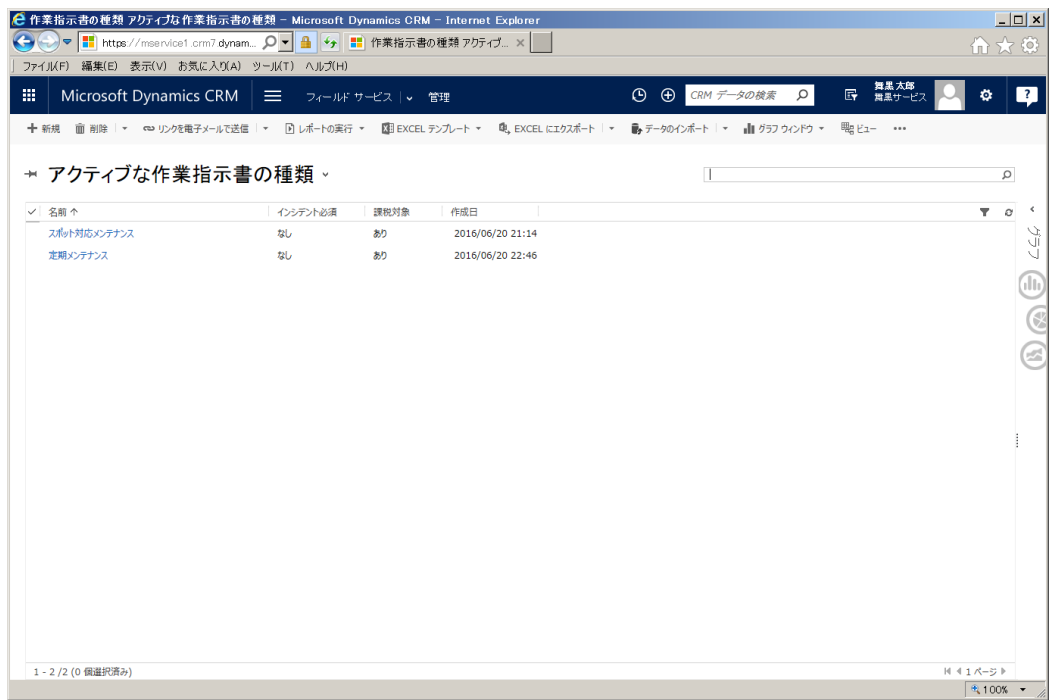 作業指示書の種類 アクティブな作業指示書の種類 - Microsoft Dynamics CRM - Internet Explorer
https://mservice1.crm7.dynam... 作業指示書の種類 アクティブ...
ファイル(F) 編集(E) 表示(V) お気に入り(A) ツール(T) ヘルプ(H)
Microsoft Dynamics CRM フィールド サービス 管理 CRM データの検索 舞黒 太郎 ?
舞黒サービス
新規 削除 リンクを電子メールで送信 レポートの実行 EXCEL テンプレート EXCEL にエクスポート データのインポート グラフ ウィンドウ ビュー
アクティブな作業指示書の種類
名前 インシデント必須 課税対象 作成日
スポット対応メンテナンス なし あり 2016/06/20 21:14
定期メンテナンス なし あり 2016/06/20 22:46
グラフ
1 - 2 /2 (0 個選択済み) 1 ページ
100%